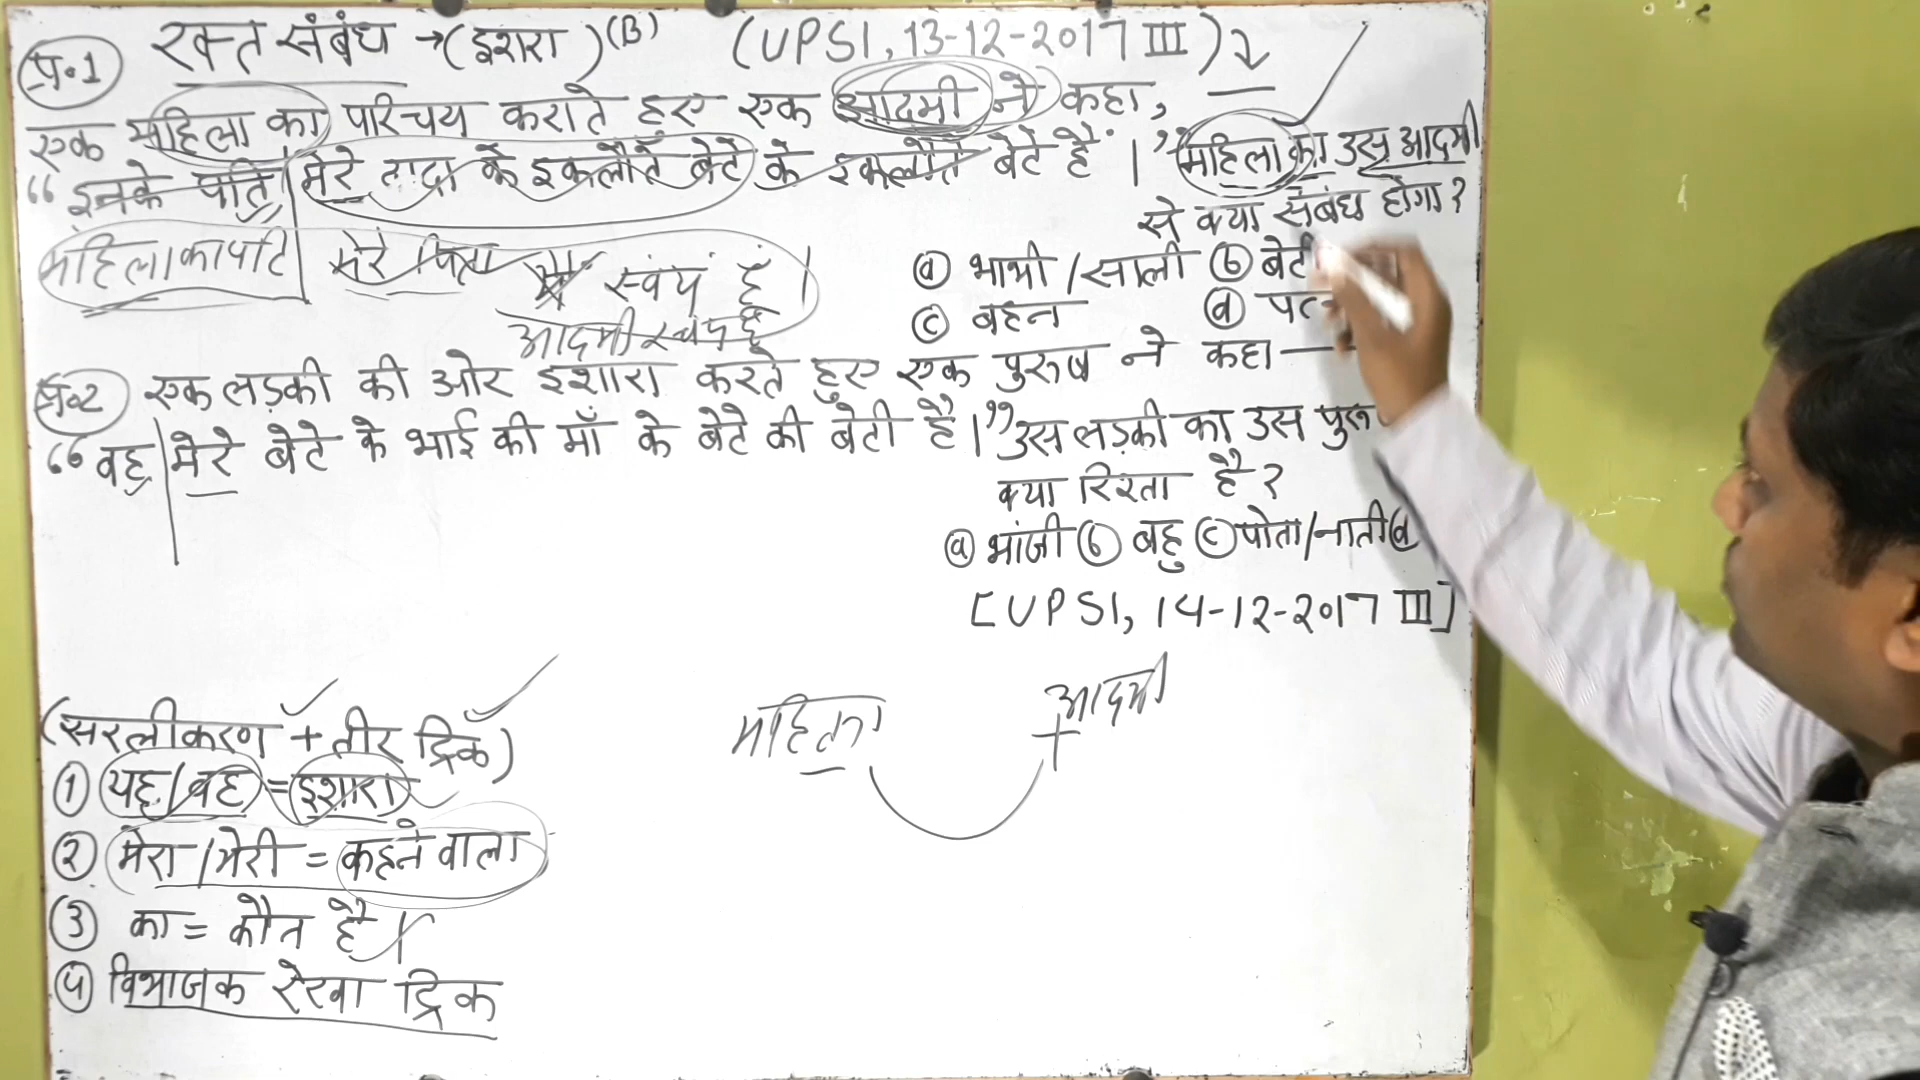 प्र॰1 रक्त संबंध → (इशारा) (B) (UPSI, 13-12-2017 III)
एक महिला का परिचय कराते हुए एक आदमी ने कहा,
“इनके पति मेरे दादा के इकलौते बेटे के इकलौते बेटे हैं।” महिला का उस आदमी
से क्या संबंध होगा?
महिला का पति मेरे पिता मैं स्वयं हूं।
आदमी स्वयं है
ⓐ भाभी/साली ⓑ बेटी
ⓒ बहन ⓓ
प्र॰2 एक लड़की की ओर इशारा करते हुए एक पुरुष ने कहा —
“वह मेरे बेटे के भाई की माँ के बेटे की बेटी है।” उस लड़की का उस
क्या रिश्ता है?
ⓐ भांजी ⓑ बहु ⓒ पोता/नाती ⓓ
[UPSI, 14-12-2017 III]
महिला आदमी
+
(सरलीकरण + तीर ट्रिक)
① यह/वह = इशारा
② मेरा/मेरी = कहने वाला
③ का = कौन है।
④ विभाजक रेखा ट्रिक